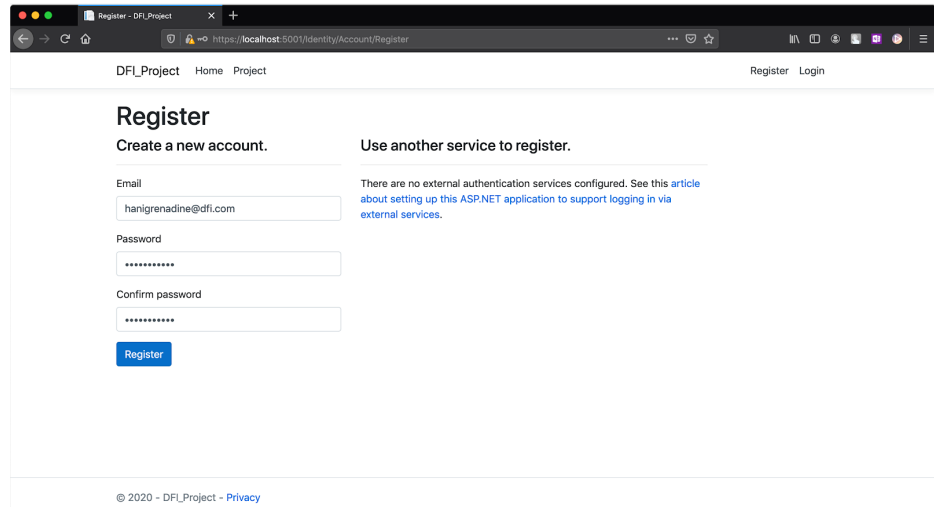 Register - DFI_Project
https://localhost:5001/Identity/Account/Register
DFI_Project Home Project Register Login
Register
Create a new account.
Email
hanigrenadine@dfi.com
Password
•••••••••••
Confirm password
•••••••••••
Register
Use another service to register.
There are no external authentication services configured. See this article
about setting up this ASP.NET application to support logging in via
external services.
© 2020 - DFI_Project - Privacy